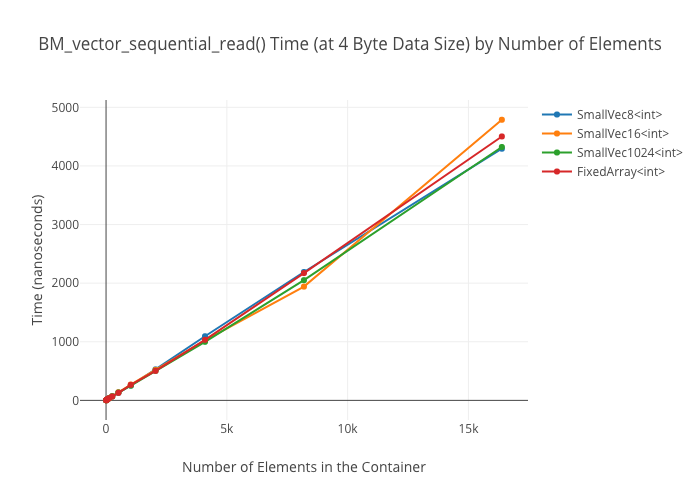 BM_vector_sequential_read() Time (at 4 Byte Data Size) by Number of Elements
SmallVec8<int>
SmallVec16<int>
SmallVec1024<int>
FixedArray<int>
Time (nanoseconds)
5000
4000
3000
2000
1000
0
0
5k
10k
15k
Number of Elements in the Container